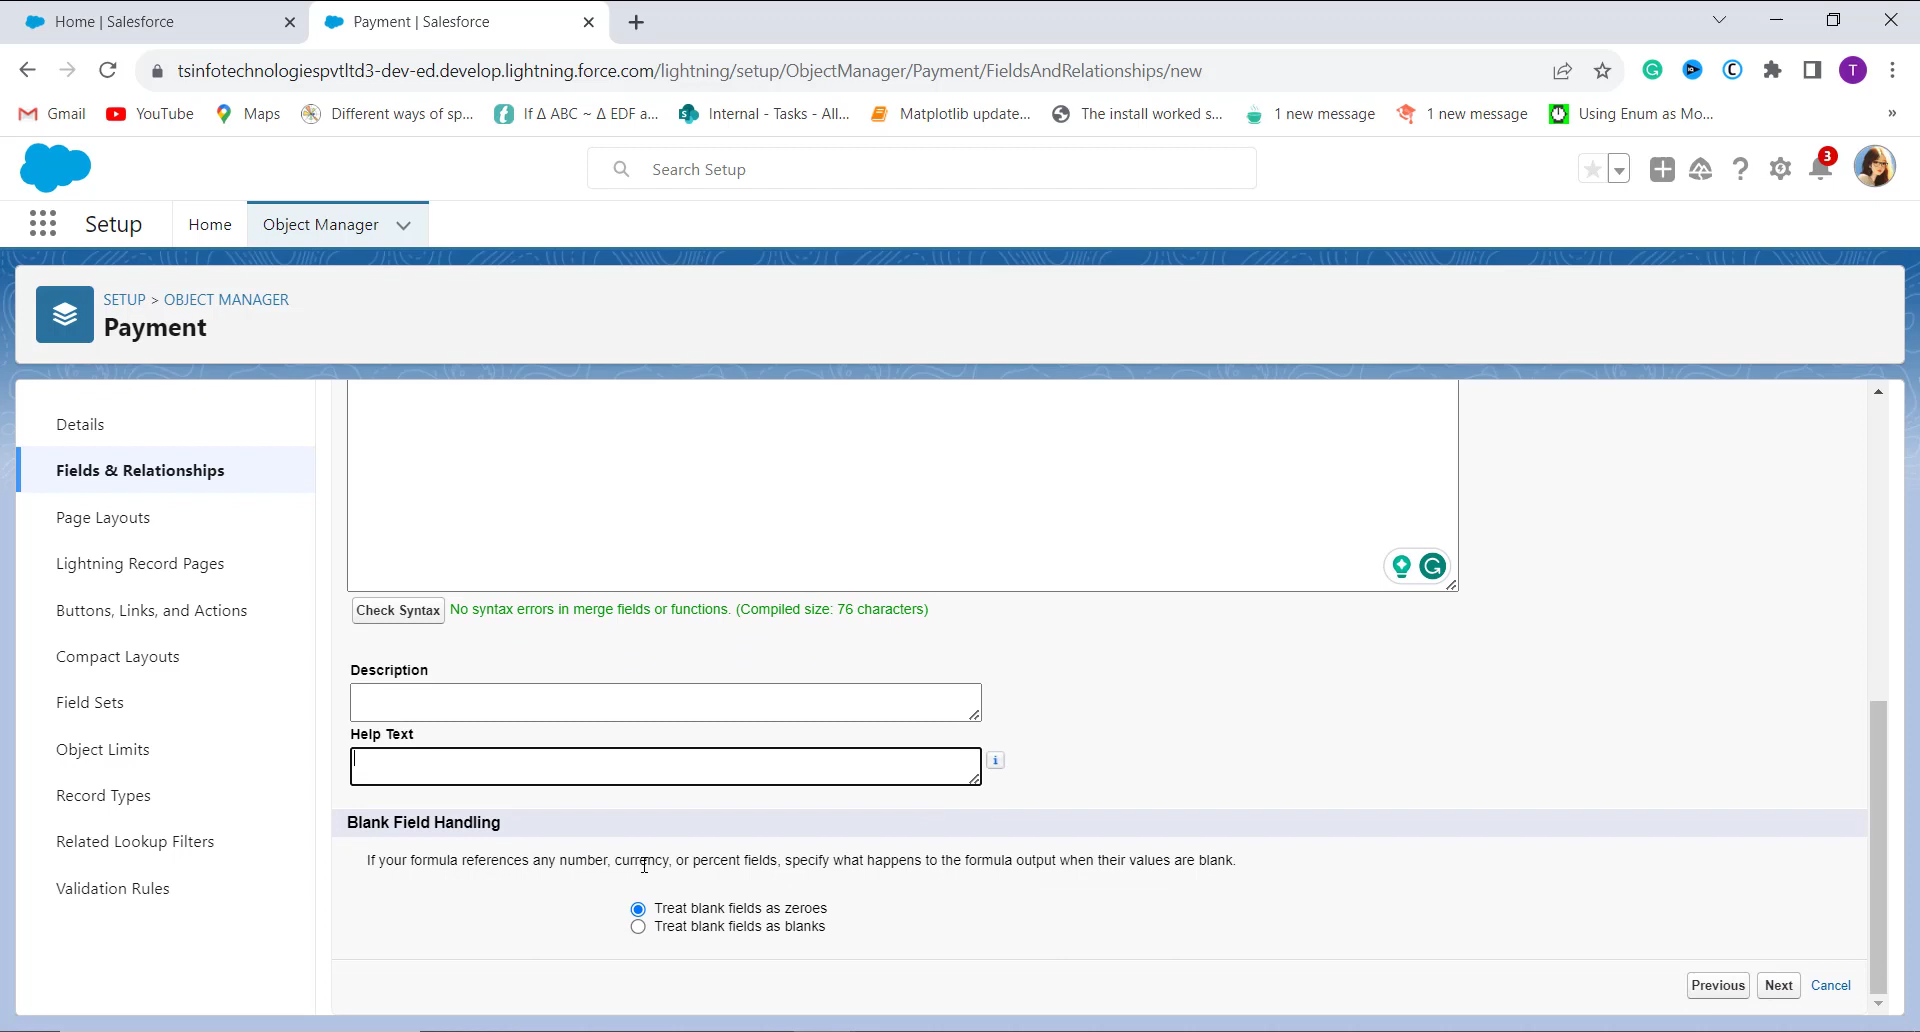 Home | Salesforce
Payment | Salesforce
tsinfotechnologiespvtltd3-dev-ed.develop.lightning.force.com/lightning/setup/ObjectManager/Payment/FieldsAndRelationships/new
T
Gmail
YouTube
Maps
Different ways of sp...
If Δ ABC ~ Δ EDF a...
Internal - Tasks - All...
Matplotlib update...
The install worked s...
1 new message
1 new message
Using Enum as Mo...
»
Search Setup
3
Setup
Home
Object Manager
SETUP > OBJECT MANAGER
Payment
Details
Fields & Relationships
Page Layouts
Lightning Record Pages
Buttons, Links, and Actions
Compact Layouts
Field Sets
Object Limits
Record Types
Related Lookup Filters
Validation Rules
Check Syntax No syntax errors in merge fields or functions. (Compiled size: 76 characters)
Description
Help Text
i
Blank Field Handling
If your formula references any number, currency, or percent fields, specify what happens to the formula output when their values are blank.
Treat blank fields as zeroes
Treat blank fields as blanks
Previous Next Cancel